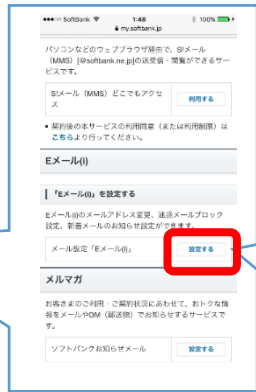 SoftBank 1:48 100%
my.softbank.jp
パソコンなどのウェブブラウザ経由で、S!メール
(MMS)[@softbank.ne.jp]の送受信・閲覧ができるサー
ビスです。
S!メール(MMS)どこでもアクセ
ス
利用する
▪ 契約後の本サービスの利用同意(または利用制限)は
こちらより行ってください。
Eメール(i)
「Eメール(i)」を設定する
Eメール(i)のメールアドレス変更、迷惑メールブロック
設定、新着メールのお知らせ設定ができます。
メール設定「Eメール(i)」
設定する
メルマガ
お客さまのご利用・ご契約状況にあわせて、おトクな情
報をメールやDM(郵送物)でお知らせするサービスで
す。
ソフトバンクお知らせメール
設定する